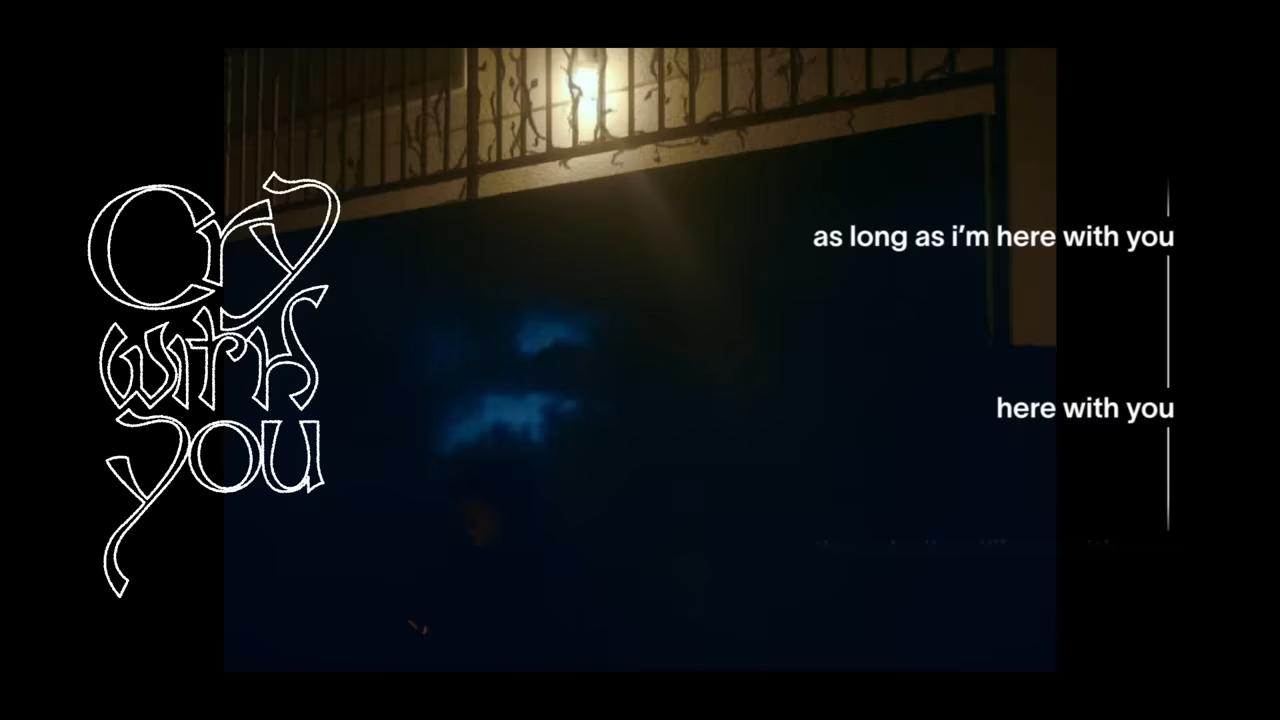 Cry
with
you
as long as i'm here with you
here with you